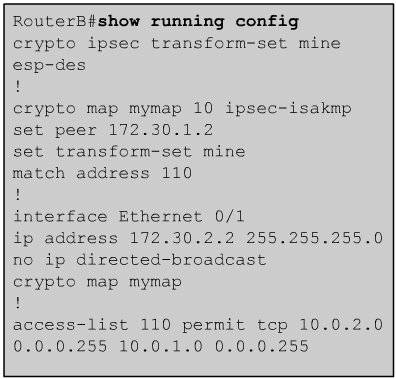 RouterB#show running config
crypto ipsec transform-set mine
esp-des
!
crypto map mymap 10 ipsec-isakmp
set peer 172.30.1.2
set transform-set mine
match address 110
!
interface Ethernet 0/1
ip address 172.30.2.2 255.255.255.0
no ip directed-broadcast
crypto map mymap
!
access-list 110 permit tcp 10.0.2.0
0.0.0.255 10.0.1.0 0.0.0.255